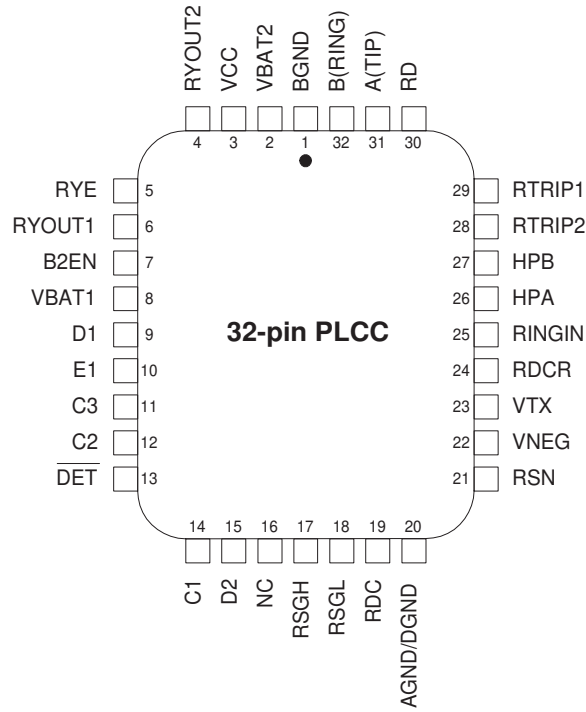 RYOUT2
VCC
VBAT2
BGND
B(RING)
A(TIP)
RD
4 3 2 1 32 31 30
RYE 5
RYOUT1 6
B2EN 7
VBAT1 8
D1 9
E1 10
C3 11
C2 12
DET 13
32-pin PLCC
29 RTRIP1
28 RTRIP2
27 HPB
26 HPA
25 RINGIN
24 RDCR
23 VTX
22 VNEG
21 RSN
14 15 16 17 18 19 20
C1
D2
NC
RSGH
RSGL
RDC
AGND/DGND